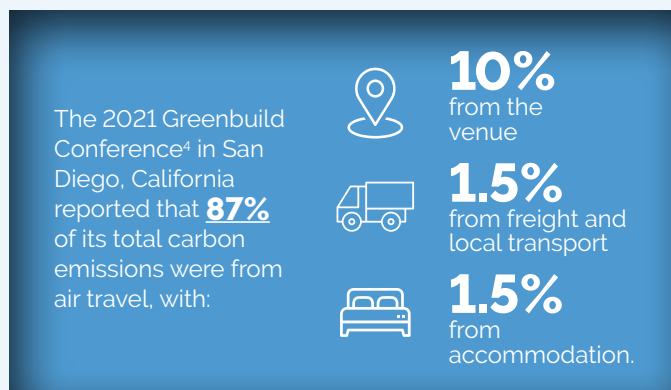 The 2021 Greenbuild
Conference⁴ in San
Diego, California
reported that 87%
of its total carbon
emissions were from
air travel, with:
10%
from the
venue
1.5%
from freight and
local transport
1.5%
from
accommodation.